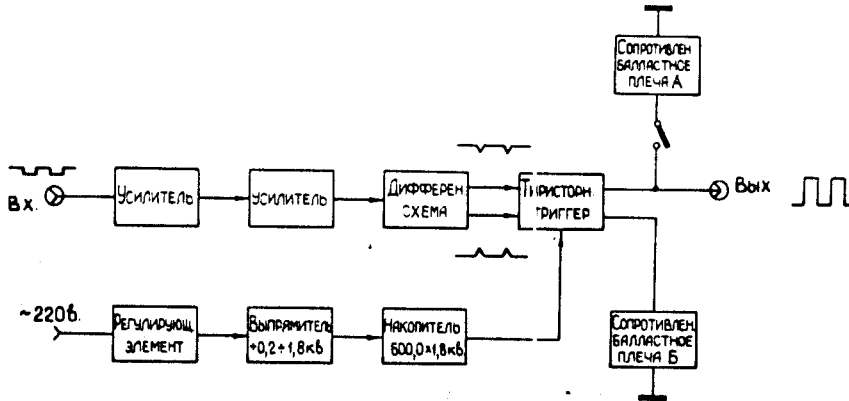 Сопротивлен.
балластное
плеча А
Вх.
Усилитель
Усилитель
Дифферен.
схема
Тиристорн.
триггер
Вых
~220в.
Регулирующ.
элемент
Выпрямитель
+0,2÷1,8кв
Накопитель
600,0×1,8кв.
Сопротивлен.
балластное
плеча Б